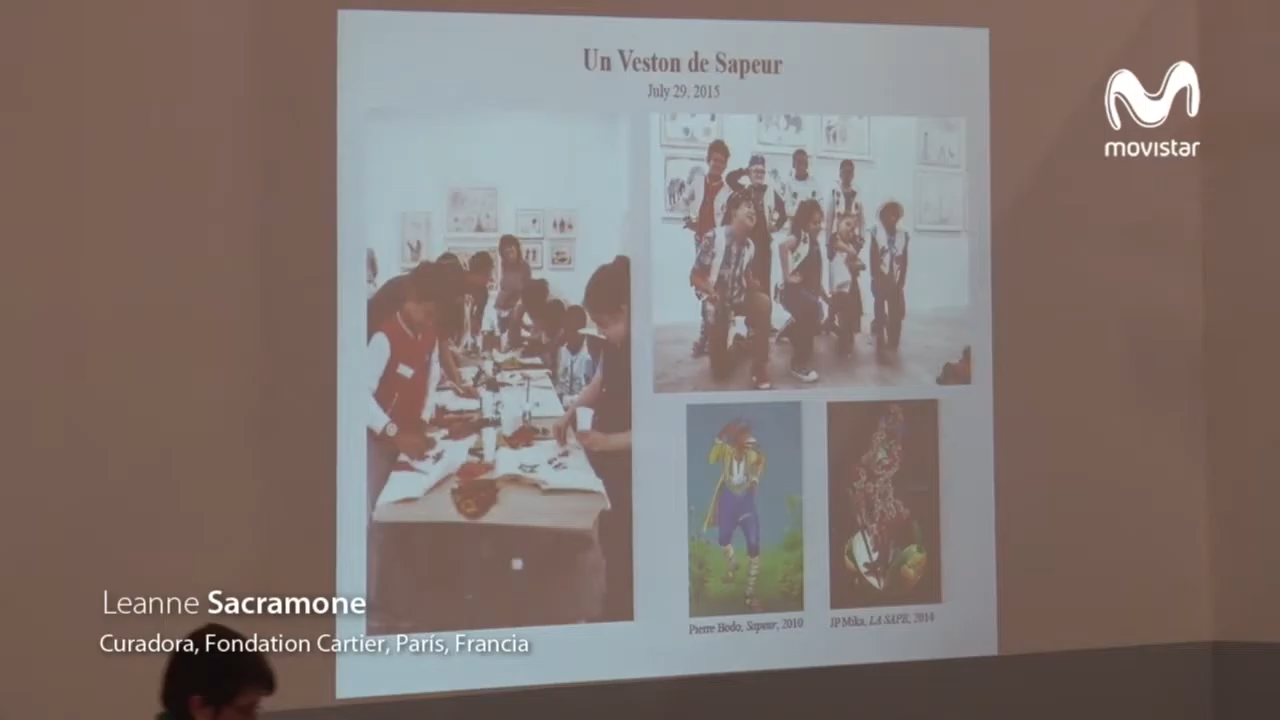 Un Veston de Sapeur
July 29, 2015
movistar
Pierre Bodo, Sapeur, 2010
JP Mika, LA SAPE, 2014
Leanne Sacramone
Curadora, Fondation Cartier, París, Francia